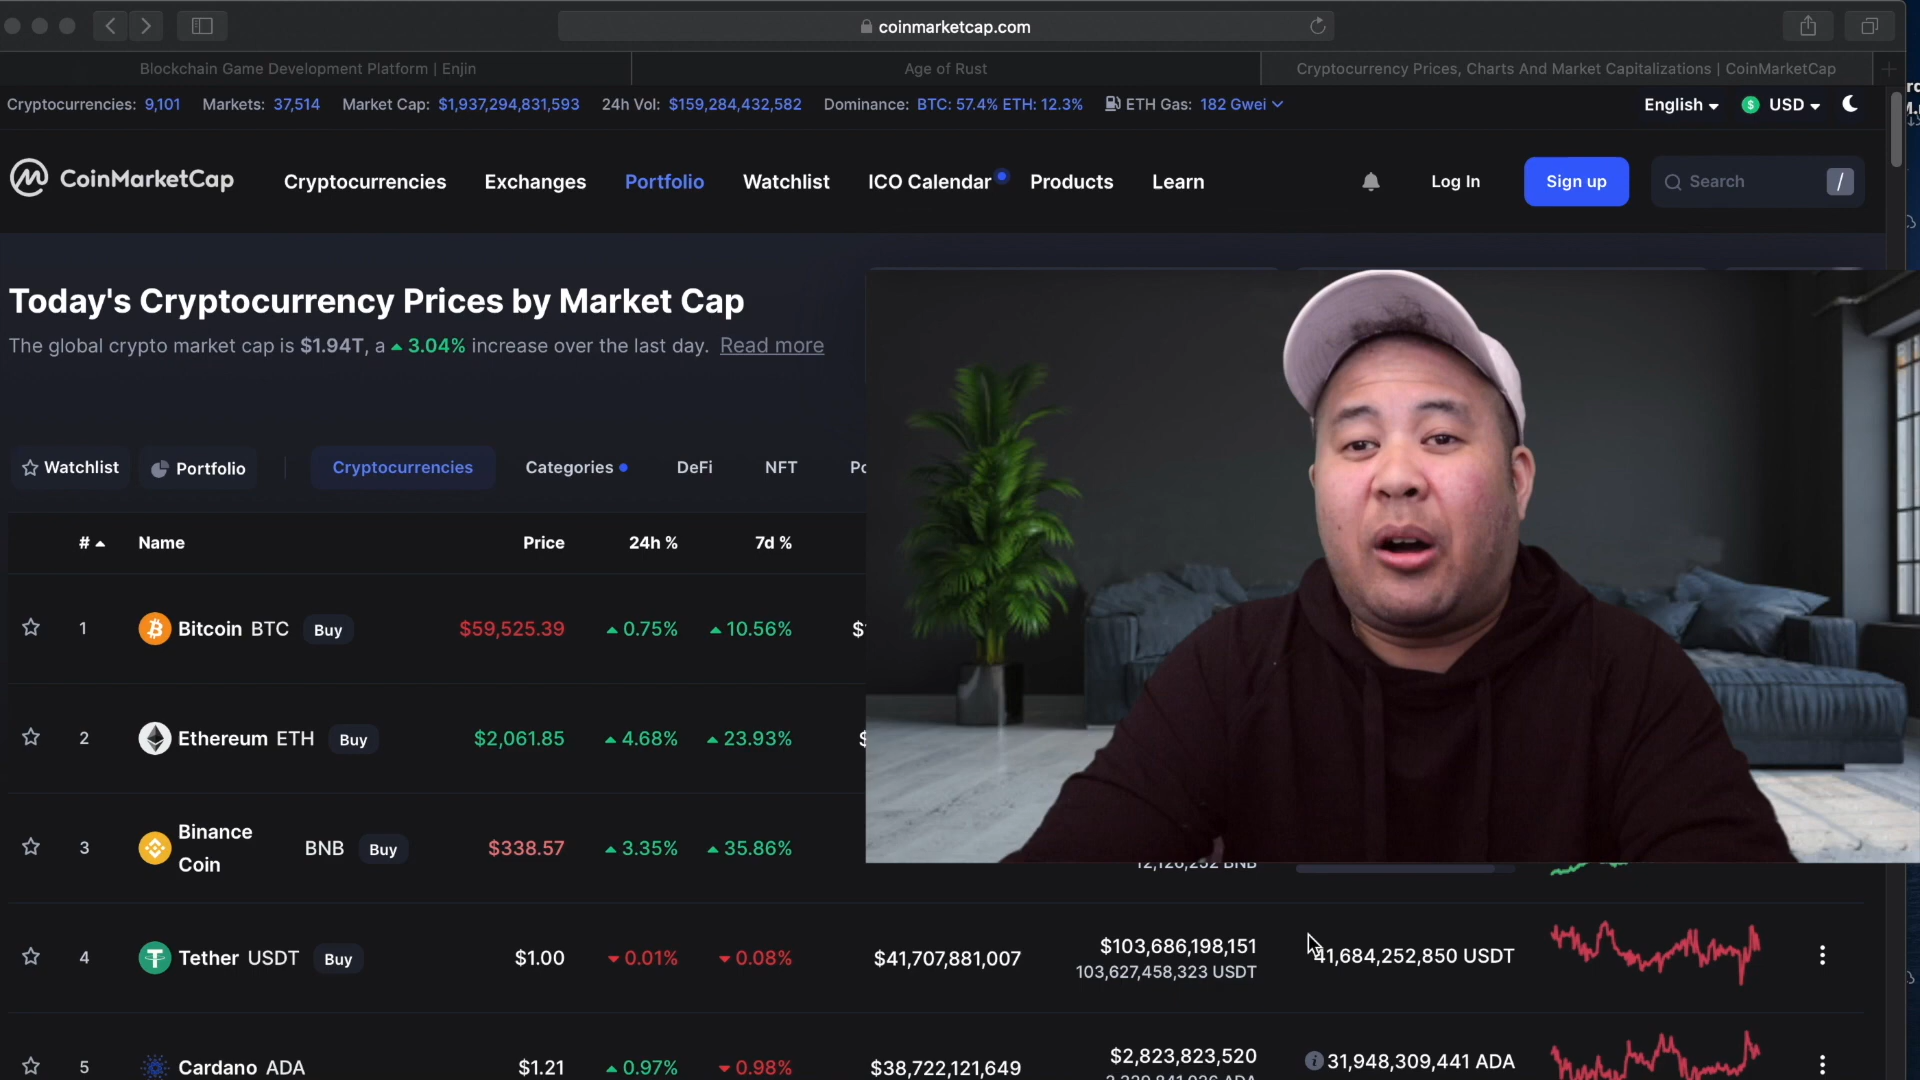 coinmarketcap.com
Blockchain Game Development Platform | Enjin
Age of Rust
Cryptocurrency Prices, Charts And Market Capitalizations | CoinMarketCap
Cryptocurrencies: 9,101 Markets: 37,514 Market Cap: $1,937,294,831,593 24h Vol: $159,284,432,582 Dominance: BTC: 57.4% ETH: 12.3% ETH Gas: 182 Gwei
English USD
CoinMarketCap Cryptocurrencies Exchanges Portfolio Watchlist ICO Calendar Products Learn Log In Sign up Search /
Today's Cryptocurrency Prices by Market Cap
The global crypto market cap is $1.94T, a 3.04% increase over the last day. Read more
Watchlist Portfolio Cryptocurrencies Categories DeFi NFT
# Name Price 24h % 7d %
1 Bitcoin BTC Buy $59,525.39 0.75% 10.56% $
2 Ethereum ETH Buy $2,061.85 4.68% 23.93% $
3 Binance Coin BNB Buy $338.57 3.35% 35.86%
12,126,252 BNB
4 Tether USDT Buy $1.00 0.01% 0.08% $41,707,881,007 $103,686,198,151 41,684,252,850 USDT
103,627,458,323 USDT
5 Cardano ADA $1.21 0.97% 0.98% $38,722,121,649 $2,823,823,520 31,948,309,441 ADA